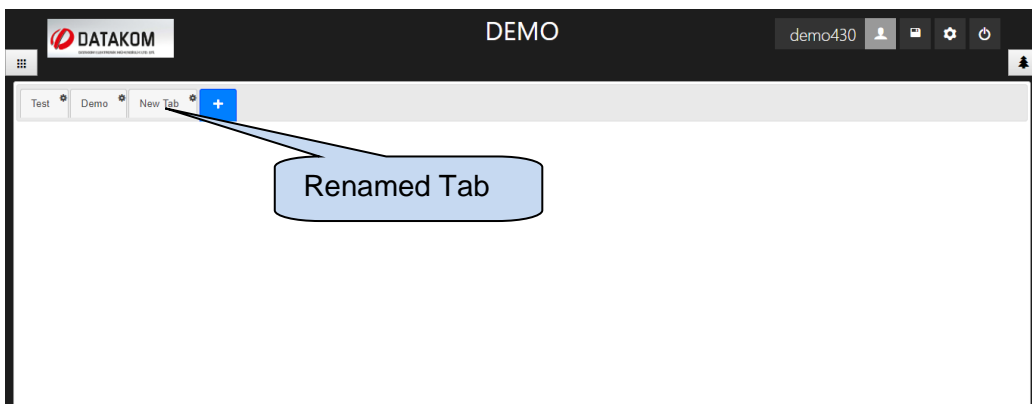 DATAKOM
DEMO
demo430
Test
Demo
New Tab
+
Renamed Tab